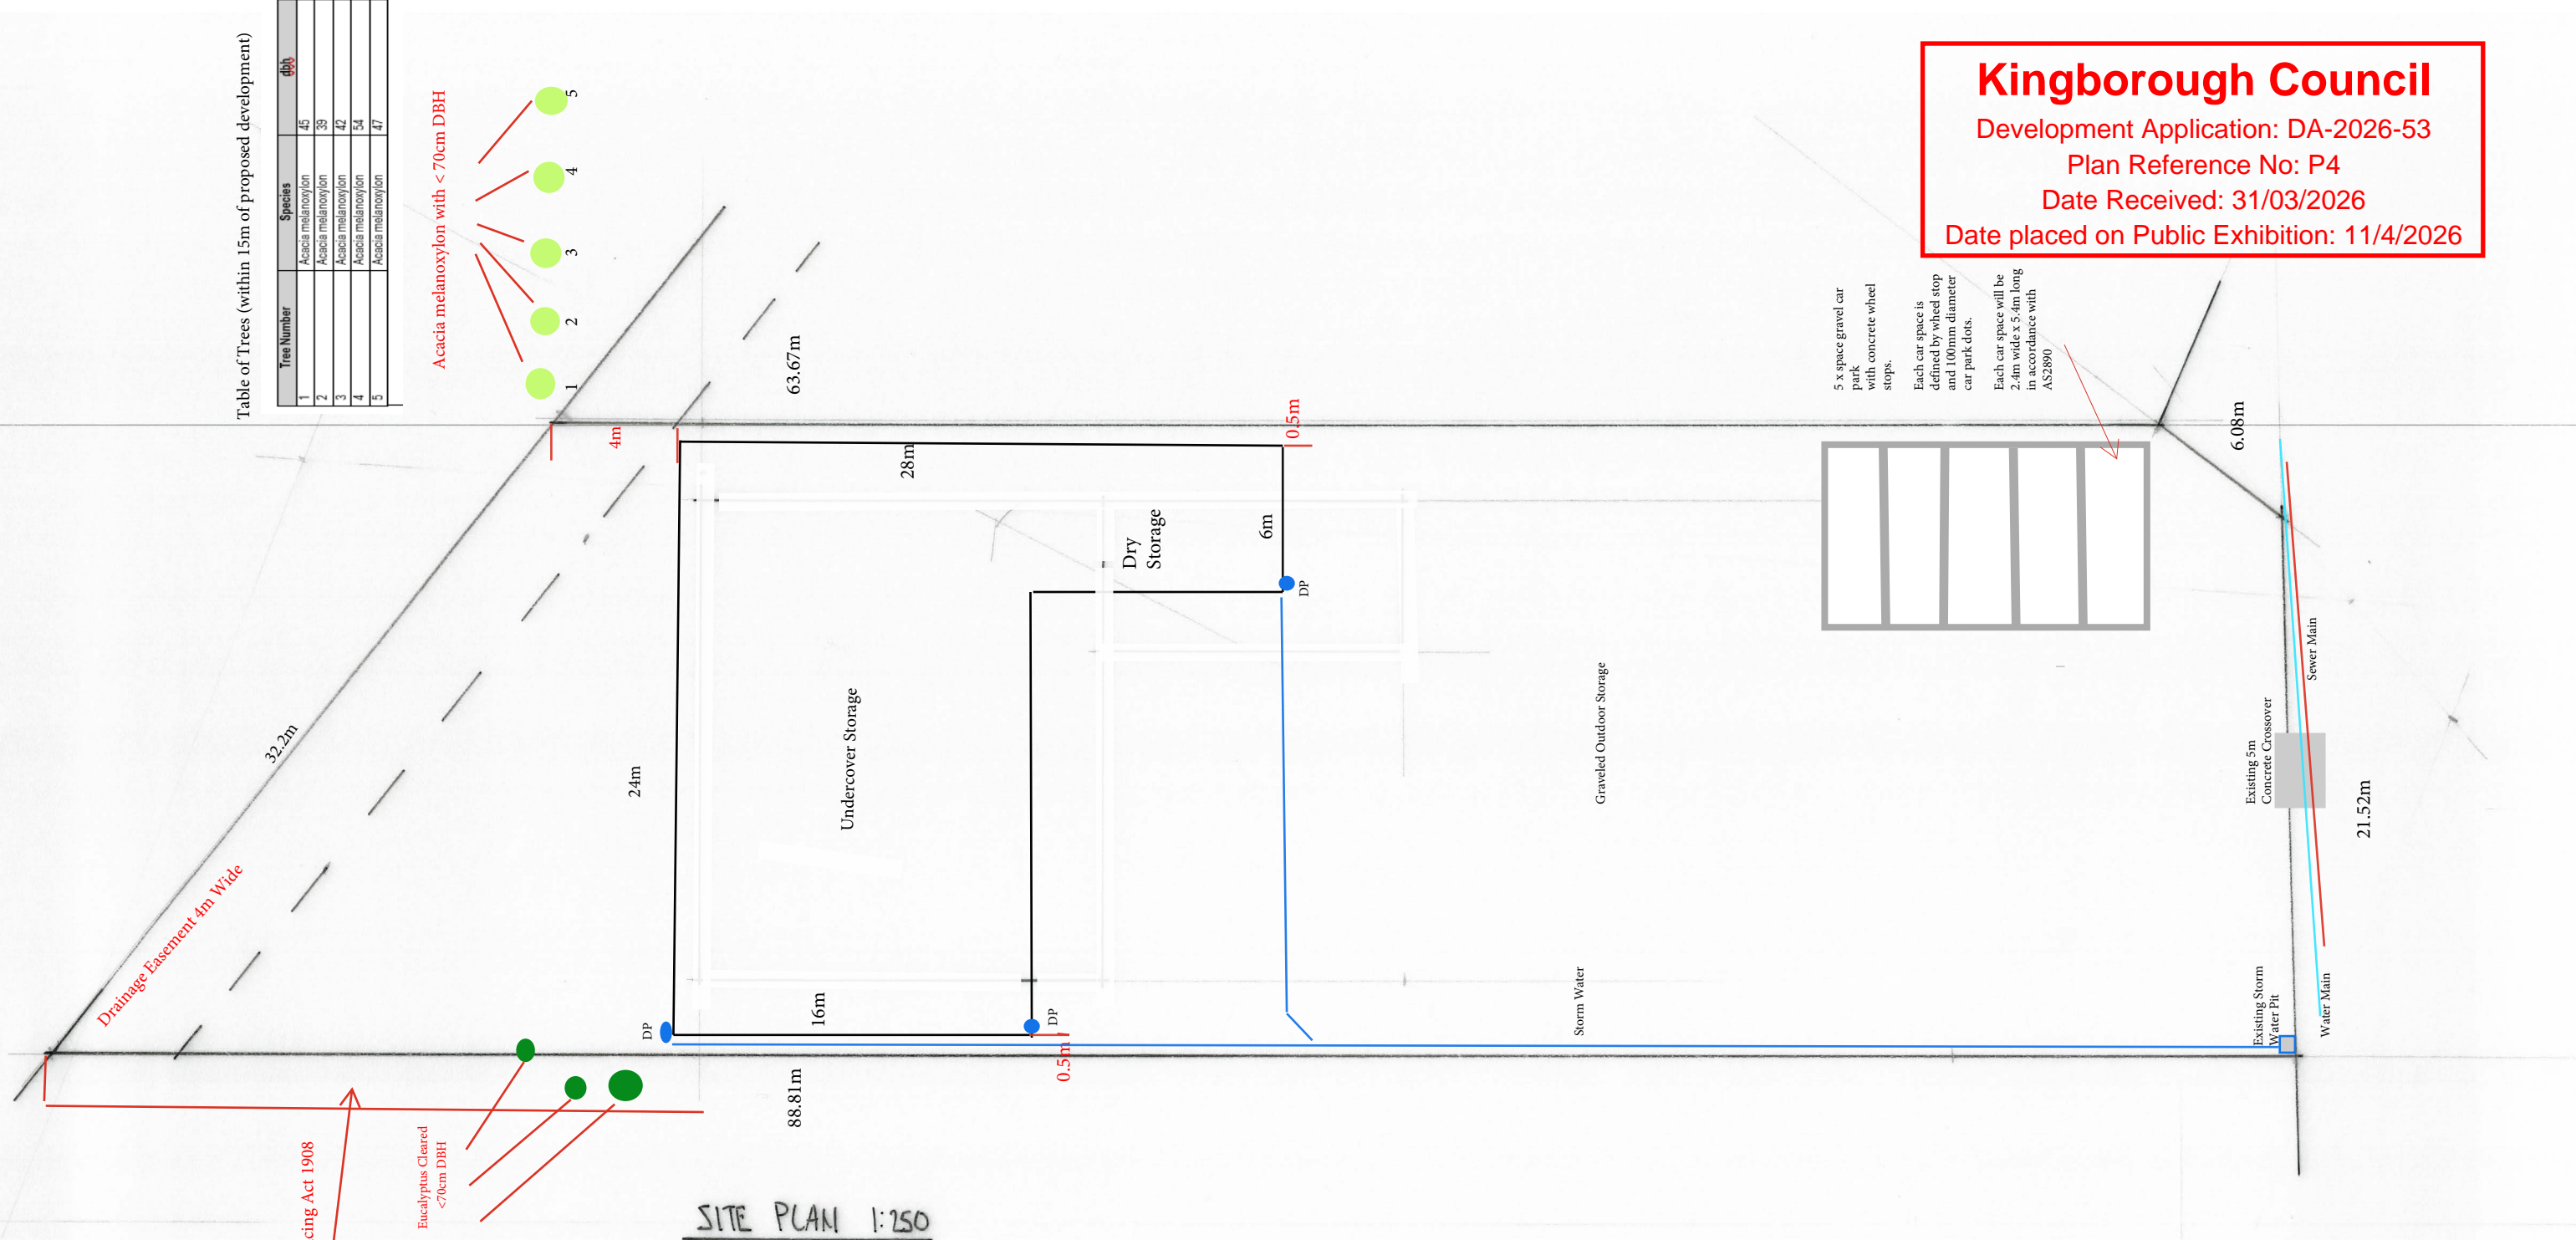 Kingborough Council
Development Application: DA-2026-53
Plan Reference No: P4
Date Received: 31/03/2026
Date placed on Public Exhibition: 11/4/2026
Table of Trees (within 15m of proposed development)
Tree Number Species dbh
1 Acacia melanoxylon 45
2 Acacia melanoxylon 39
3 Acacia melanoxylon 42
4 Acacia melanoxylon 54
5 Acacia melanoxylon 47
Acacia melanoxylon with < 70cm DBH
1
2
3
4
5
63.67m
4m
28m
0.5m
6m
Dry
Storage
DP
5 x space gravel car
park
with concrete wheel
stops.
Each car space is
defined by wheel stop
and 100mm diameter
car park dots.
Each car space will be
2.4m wide x 5.4m long
in accordance with
AS2890
6.08m
32.2m
Drainage Easement 4m Wide
24m
Undercover Storage
16m
DP
DP
0.5m
88.81m
Graveled Outdoor Storage
Storm Water
Sewer Main
Existing 5m
Concrete Crossover
21.52m
Existing Storm
Water Pit
Water Main
cing Act 1908
Eucalyptus Cleared
<70cm DBH
SITE PLAN 1:250